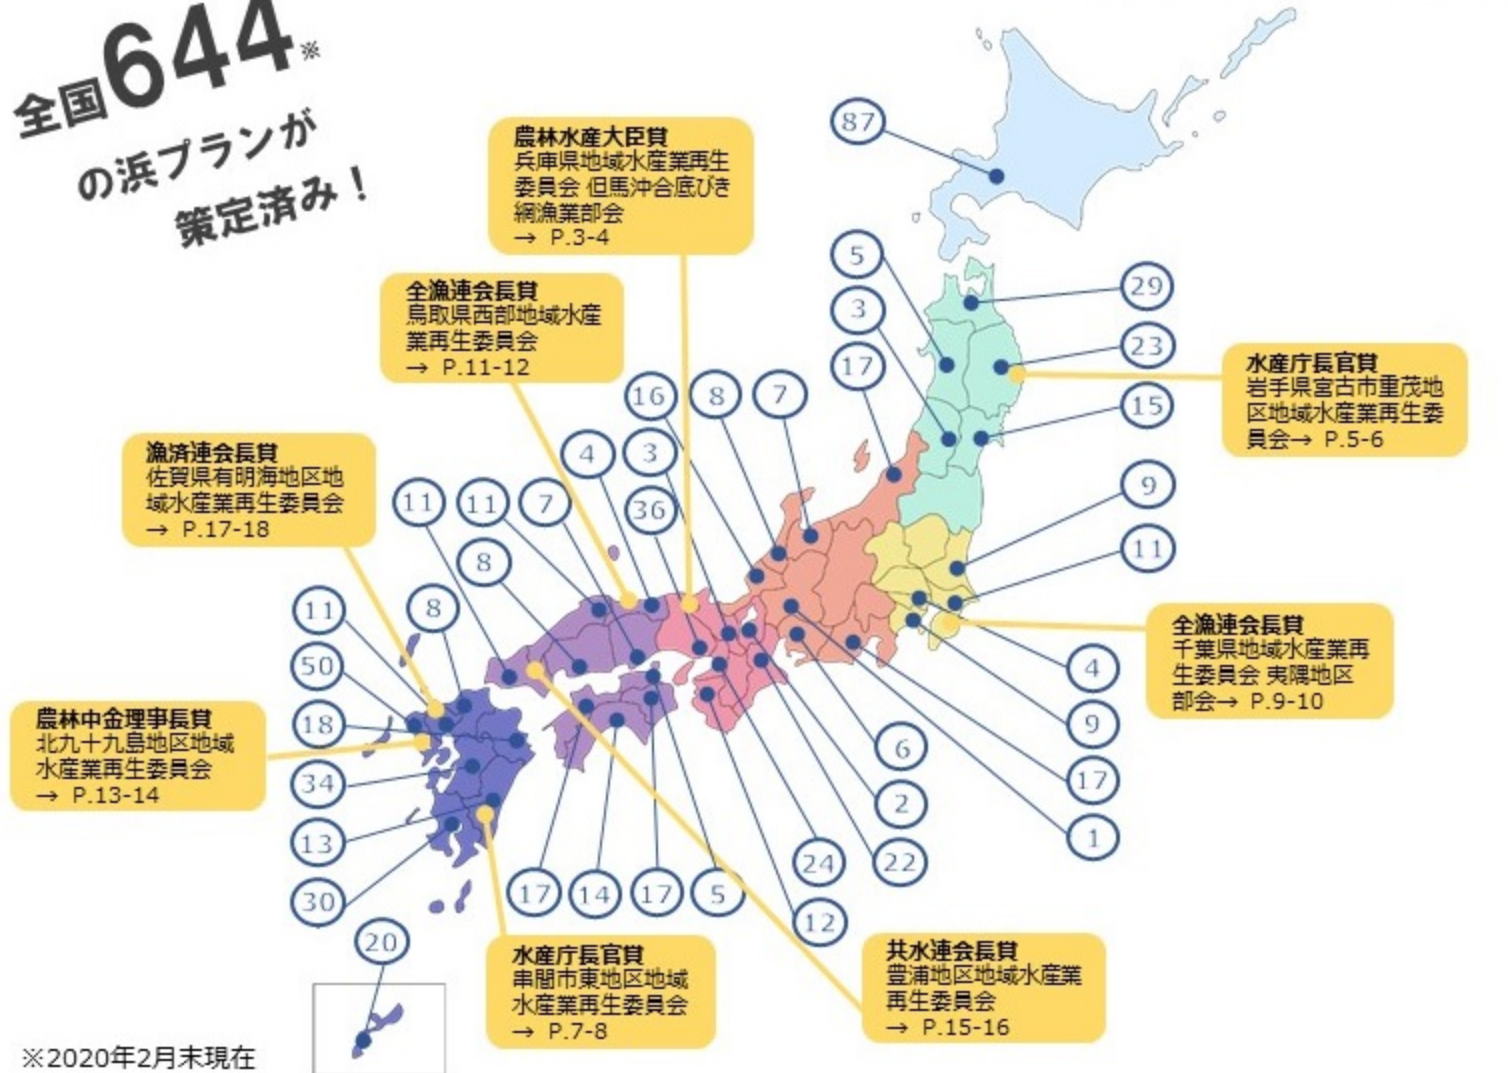 全国644※
の浜プランが
策定済み！
農林水産大臣賞
兵庫県地域水産業再生
委員会 但馬沖合底びき
網漁業部会
→ P.3-4
全漁連会長賞
鳥取県西部地域水産
業再生委員会
→ P.11-12
漁済連会長賞
佐賀県有明海地区地
域水産業再生委員会
→ P.17-18
農林中金理事長賞
北九十九島地区地域
水産業再生委員会
→ P.13-14
水産庁長官賞
岩手県宮古市重茂地
区地域水産業再生委
員会→ P.5-6
全漁連会長賞
千葉県地域水産業再
生委員会 夷隅地区
部会→ P.9-10
水産庁長官賞
串間市東地区地域
水産業再生委員会
→ P.7-8
共水連会長賞
豊浦地区地域水産業
再生委員会
→ P.15-16
87
5
3
17
29
23
15
9
11
4
9
17
1
6
2
22
24
12
16
8
7
4
3
36
11
11
7
8
8
11
50
18
34
13
30
20
17
14
17
5
※2020年2月末現在